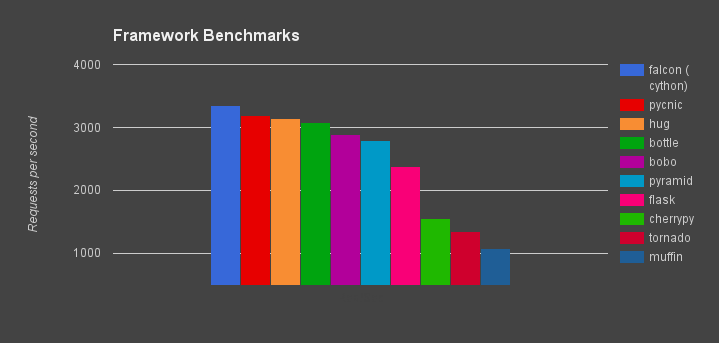 Framework Benchmarks
4000
3000
2000
1000
Requests per second
falcon (
cython)
pycnic
hug
bottle
bobo
pyramid
flask
cherrypy
tornado
muffin